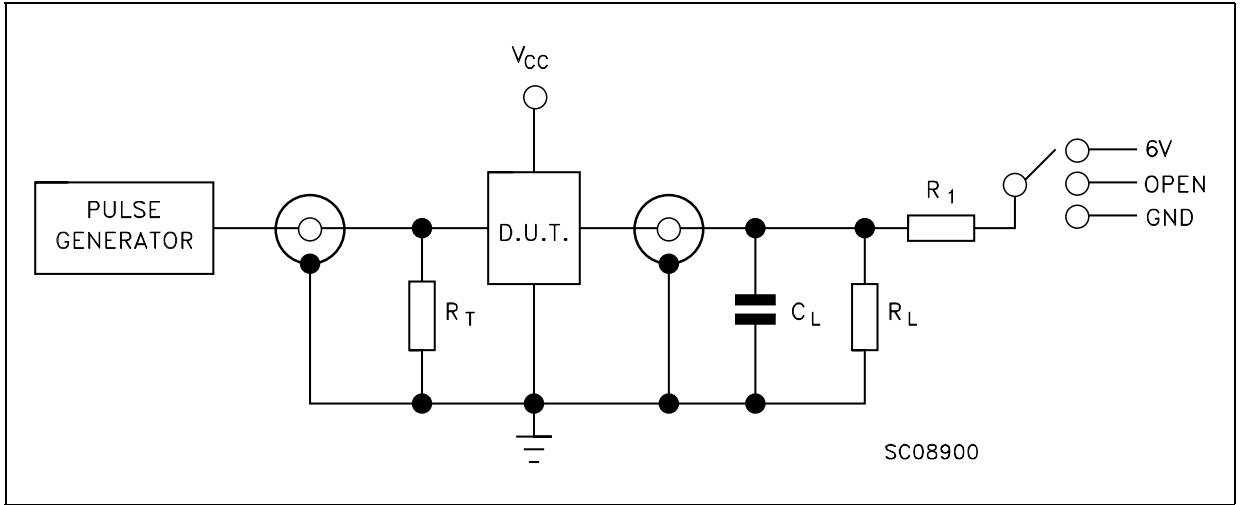 VCC
PULSE
GENERATOR
D.U.T.
RT
CL
RL
R1
6V
OPEN
GND
SC08900